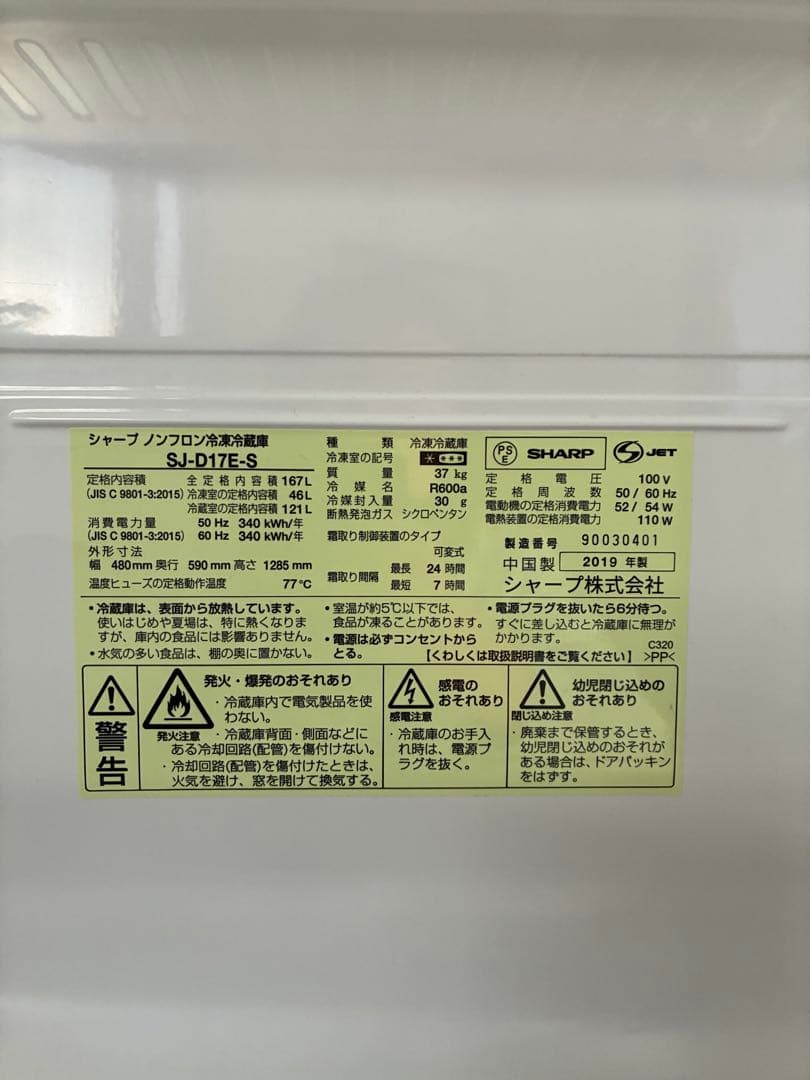 シャープ ノンフロン冷凍冷蔵庫
SJ-D17E-S
定格内容積 全定格内容積 167L
(JIS C 9801-3:2015) 冷凍室の定格内容積 46L
冷蔵室の定格内容積 121L
消費電力量 50 Hz 340 kWh/年
(JIS C 9801-3:2015) 60 Hz 340 kWh/年
外形寸法
幅 480mm 奥行 590mm 高さ 1285mm
温度ヒューズの定格動作温度 77℃
種類 冷凍冷蔵庫
冷凍室の記号
質量 37 kg
冷媒名 R600a
冷媒封入量 30 g
断熱発泡ガス シクロペンタン
霜取り制御装置のタイプ
可変式
霜取り間隔 最長 24 時間
最短 7 時間
PSE SHARP JET
定格電圧 100V
定格周波数 50/60 Hz
電動機の定格消費電力 52/54 W
電熱装置の定格消費電力 110 W
製造番号 90030401
中国製 2019 年製
シャープ株式会社
・冷蔵庫は、表面から放熱しています。
使いはじめや夏場は、特に熱くなりま
すが、庫内の食品には影響ありません。
・水気の多い食品は、棚の奥に置かない。
・室温が約5℃以下では、
食品が凍ることがあります。
・電源は必ずコンセントから
とる。
・電源プラグを抜いたら6分待つ。
すぐに差し込むと冷蔵庫に無理が
かかります。
【くわしくは取扱説明書をご覧ください】
C320
>PP<
警告
発火・爆発のおそれあり
・冷蔵庫内で電気製品を使
わない。
発火注意
・冷蔵庫背面・側面などに
ある冷却回路(配管)を傷付けない。
・冷却回路(配管)を傷付けたときは、
火気を避け、窓を開けて換気する。
感電の
おそれあり
感電注意
・冷蔵庫のお手入
れ時は、電源プ
ラグを抜く。
幼児閉じ込めの
おそれあり
閉じ込め注意
・廃棄まで保管するとき、
幼児閉じ込めのおそれが
ある場合は、ドアパッキン
をはずす。